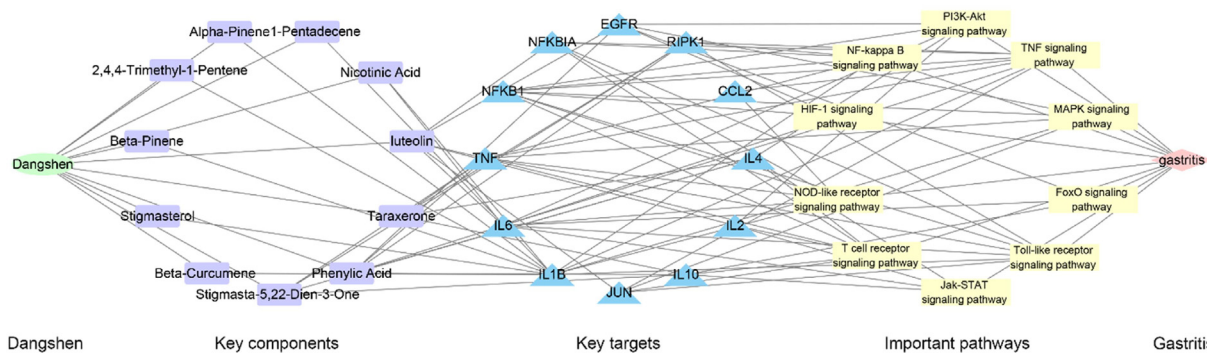 Alpha-Pinene
1-Pentadecene
2,4,4-Trimethyl-1-Pentene
Nicotinic Acid
Beta-Pinene
luteolin
Dangshen
Stigmasterol
Taraxerone
Beta-Curcumene
Phenylic Acid
Stigmasta-5,22-Dien-3-One
EGFR
NFKBIA
RIPK1
NFKB1
CCL2
TNF
IL4
IL6
IL2
IL1B
IL10
JUN
PI3K-Akt
signaling pathway
NF-kappa B
signaling pathway
TNF signaling
pathway
HIF-1 signaling
pathway
MAPK signaling
pathway
gastritis
NOD-like receptor
signaling pathway
FoxO signaling
pathway
T cell receptor
signaling pathway
Toll-like receptor
signaling pathway
Jak-STAT
signaling pathway
Dangshen
Key components
Key targets
Important pathways
Gastritis